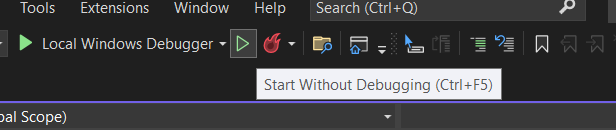 Tools Extensions Window Help Search (Ctrl+Q)
Local Windows Debugger
Start Without Debugging (Ctrl+F5)
bal Scope)